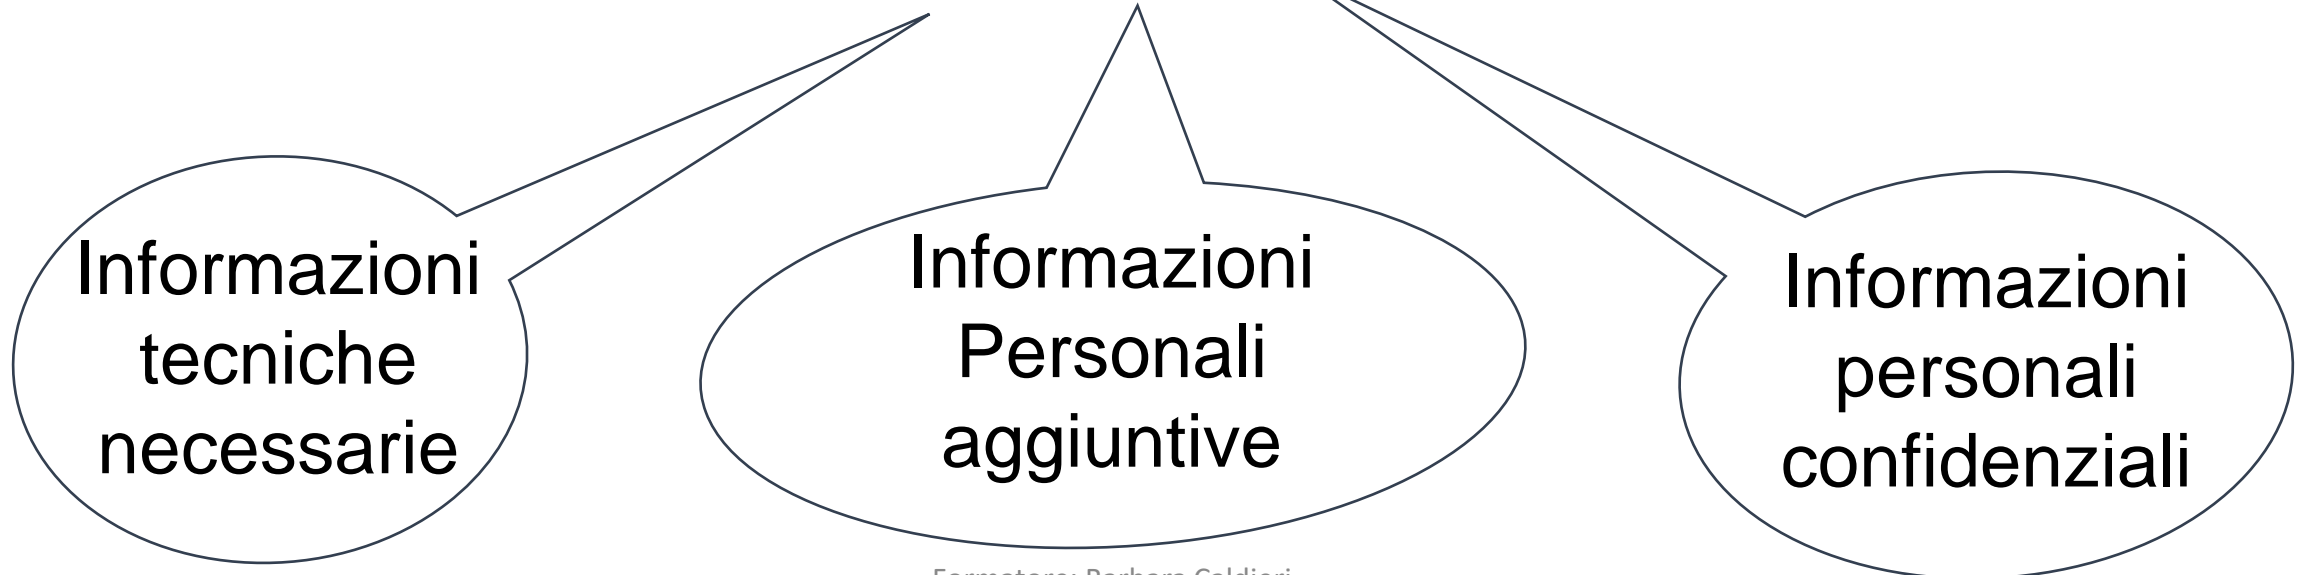 Informazioni
tecniche
necessarie
Informazioni
Personali
aggiuntive
Informazioni
personali
confidenziali